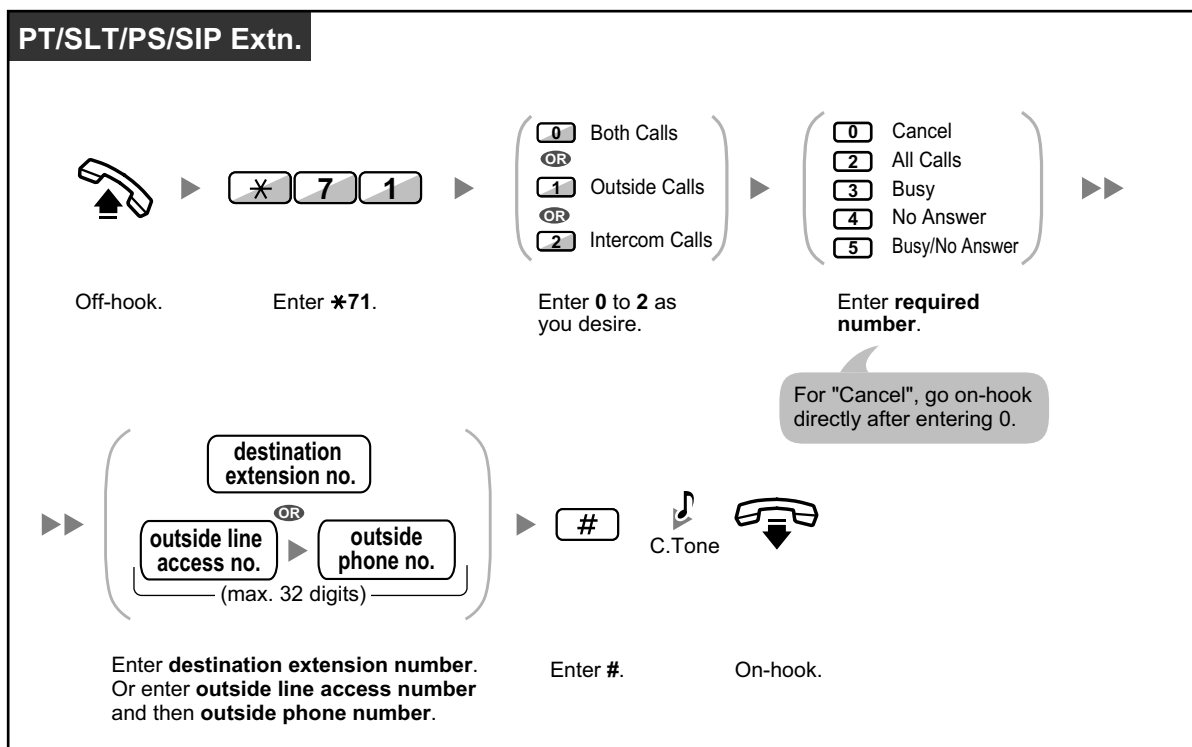 PT/SLT/PS/SIP Extn.
0 Both Calls
OR
1 Outside Calls
OR
2 Intercom Calls
0 Cancel
2 All Calls
3 Busy
4 No Answer
5 Busy/No Answer
* 7 1
Off-hook.
Enter *71.
Enter 0 to 2 as
you desire.
Enter required
number.
For "Cancel", go on-hook
directly after entering 0.
destination
extension no.
OR
outside line
access no.
outside
phone no.
(max. 32 digits)
#
C.Tone
Enter destination extension number.
Or enter outside line access number
and then outside phone number.
Enter #.
On-hook.